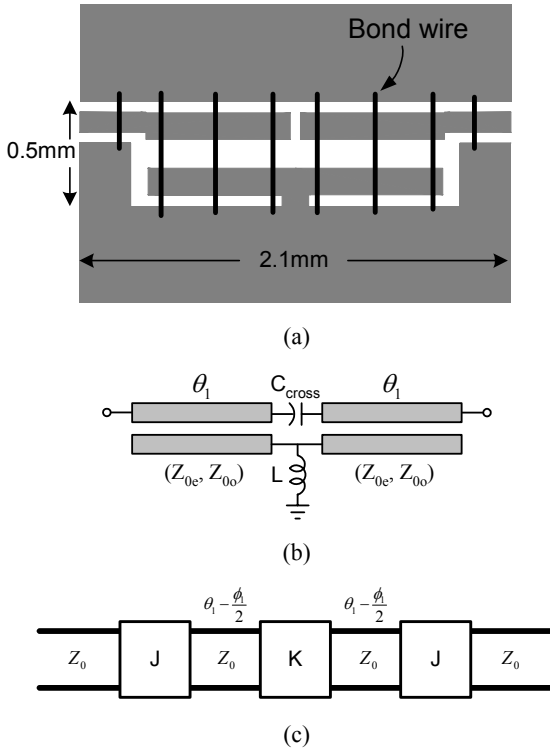 Bond wire
0.5mm
2.1mm
(a)
θ₁ C_cross θ₁
(Z₀ₑ, Z₀ₒ) L (Z₀ₑ, Z₀ₒ)
(b)
θ₁ − ϕ₁/2 θ₁ − ϕ₁/2
Z₀ J Z₀ K Z₀ J Z₀
(c)